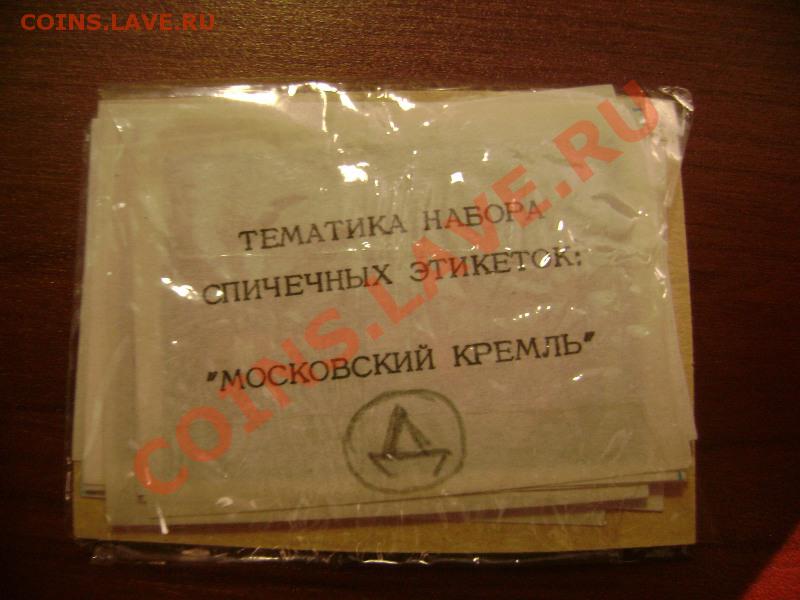 COINS.LAVE.RU
ТЕМАТИКА НАБОРА
СПИЧЕЧНЫХ ЭТИКЕТОК:
"МОСКОВСКИЙ КРЕМЛЬ"
Д
COINS.LAVE.RU